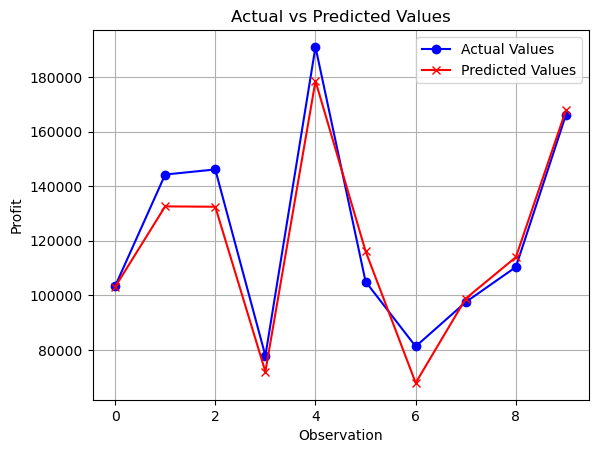 Actual vs Predicted Values
Actual Values
Predicted Values
180000
160000
140000
120000
100000
80000
Profit
0 2 4 6 8
Observation